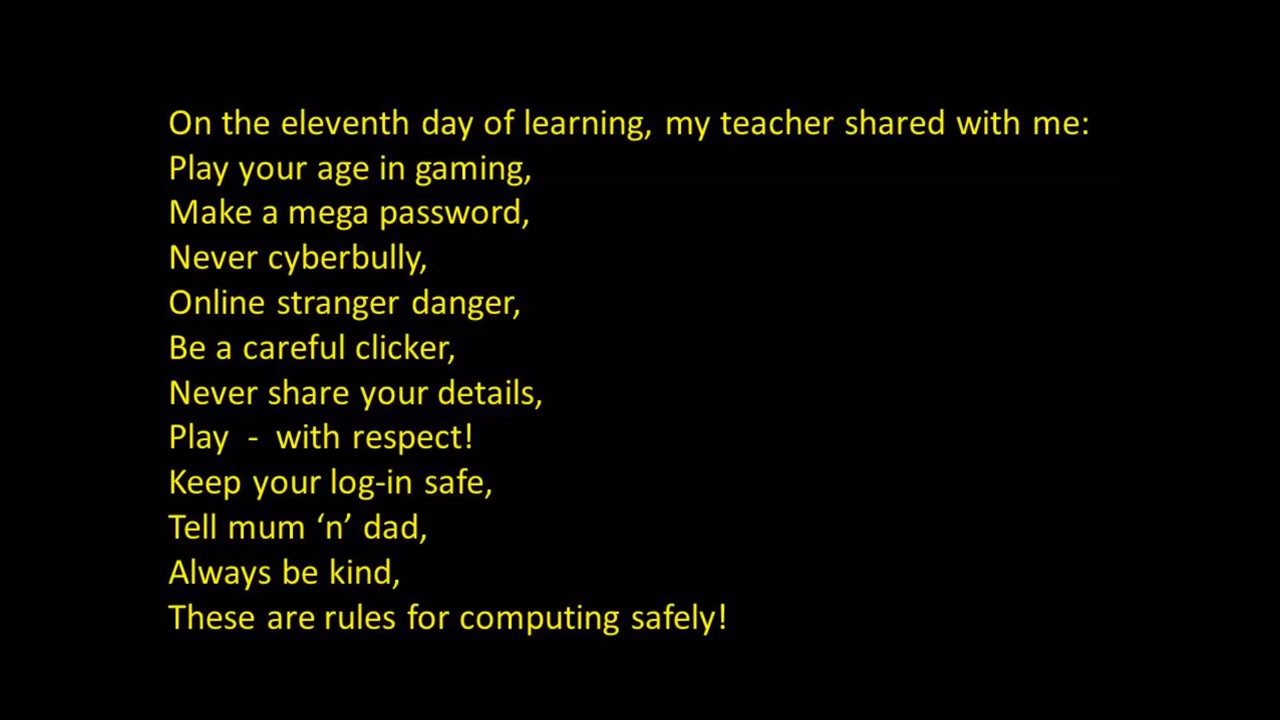 On the eleventh day of learning, my teacher shared with me:
Play your age in gaming,
Make a mega password,
Never cyberbully,
Online stranger danger,
Be a careful clicker,
Never share your details,
Play - with respect!
Keep your log-in safe,
Tell mum ‘n’ dad,
Always be kind,
These are rules for computing safely!